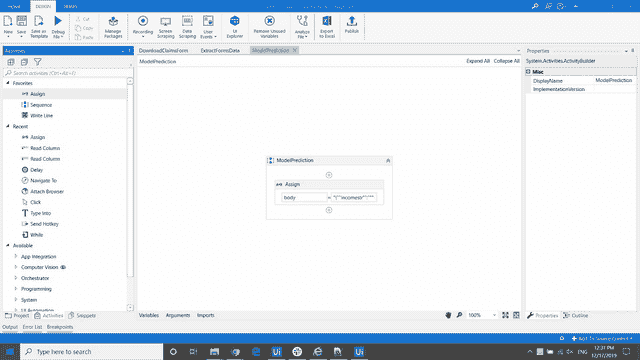 DESIGN
New
Save
Save as Template
Debug File
Cut
Copy
Paste
Manage Packages
Recording
Screen Scraping
Data Scraping
User Events
UI Explorer
Remove Unused Variables
Analyze File
Export to Excel
Publish
Activities
DownloadClaimsForm
ExtractFormsData
ModelPrediction
Properties
Search activities (Ctrl+Alt+F)
ModelPrediction
Expand All
Collapse All
System.Activities.ActivityBuilder
Misc
DisplayName
ModelPrediction
ImplementationVersion
Favorites
Assign
Sequence
Write Line
Recent
Assign
Read Column
Read Column
Delay
Navigate To
Attach Browser
Click
Type Into
Send Hotkey
While
Available
App Integration
Computer Vision
Orchestrator
Programming
System
UI Automation
ModelPrediction
Assign
body
=
Project
Activities
Snippets
Variables
Arguments
Imports
100%
Properties
Outline
Output
Error List
Breakpoints
Type here to search
12:31 PM
12/17/2019